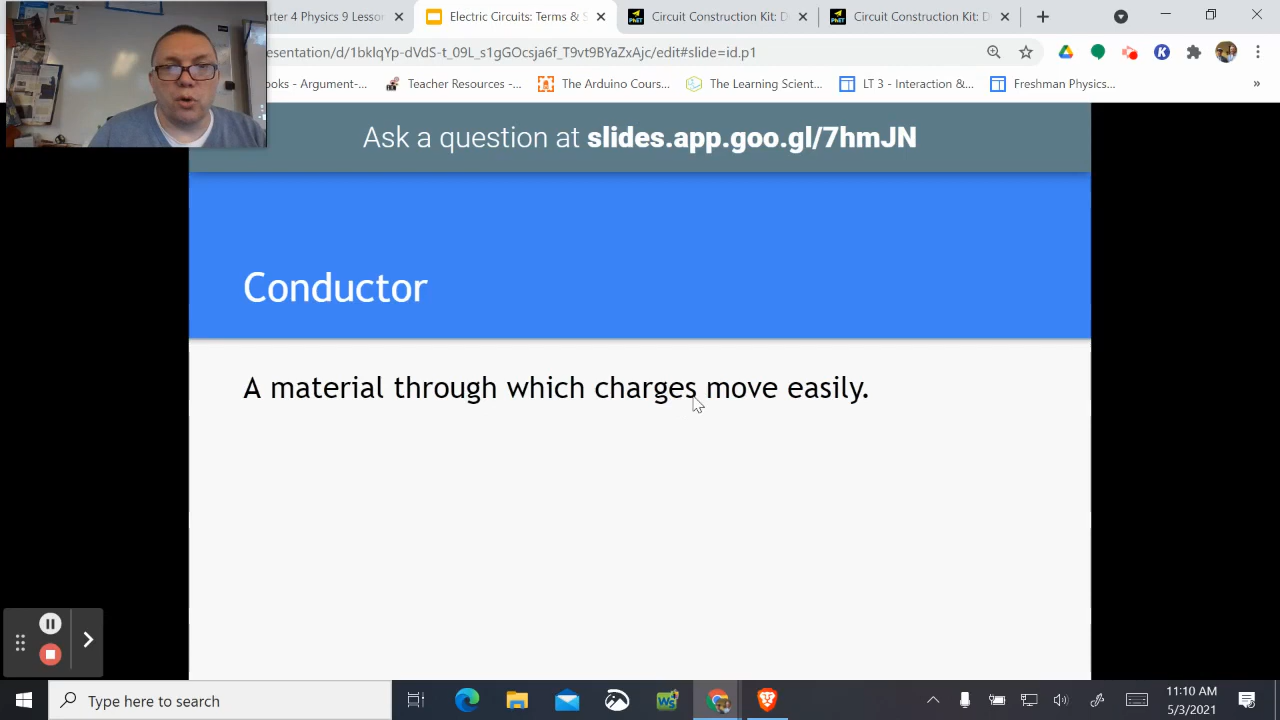 arter 4 Physics 9 Lesso
Electric Circuits: Terms & S
Circuit Construction Kit: D
Circuit Construction Kit: D
esentation/d/1bklqYp-dVdS-t_09L_s1gGOcsja6f_T9vt9BYaZxAjc/edit#slide=id.p1
ooks - Argument-...
Teacher Resources -...
The Arduino Cours...
The Learning Scient...
LT 3 - Interaction &...
Freshman Physics...
Ask a question at slides.app.goo.gl/7hmJN
Conductor
A material through which charges move easily.
Type here to search
11:10 AM
5/3/2021